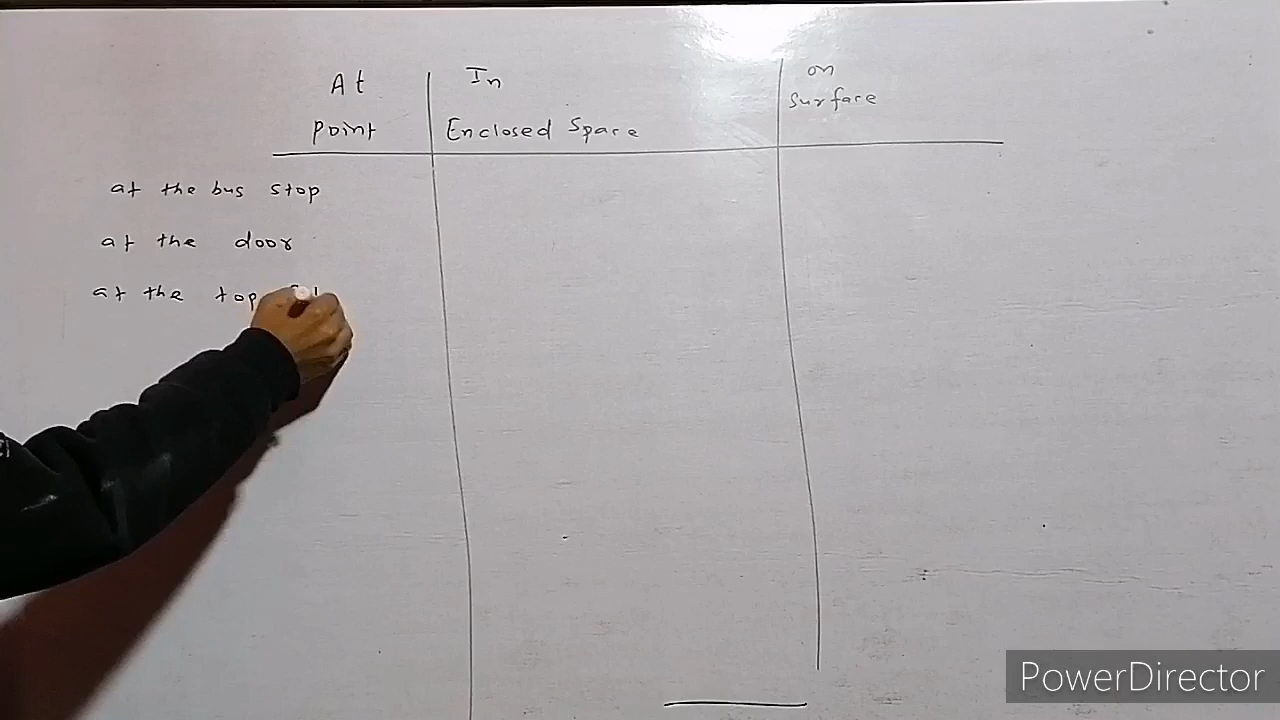 At
point
In
Enclosed Space
on
Surface
at the bus stop
at the door
at the top
PowerDirector